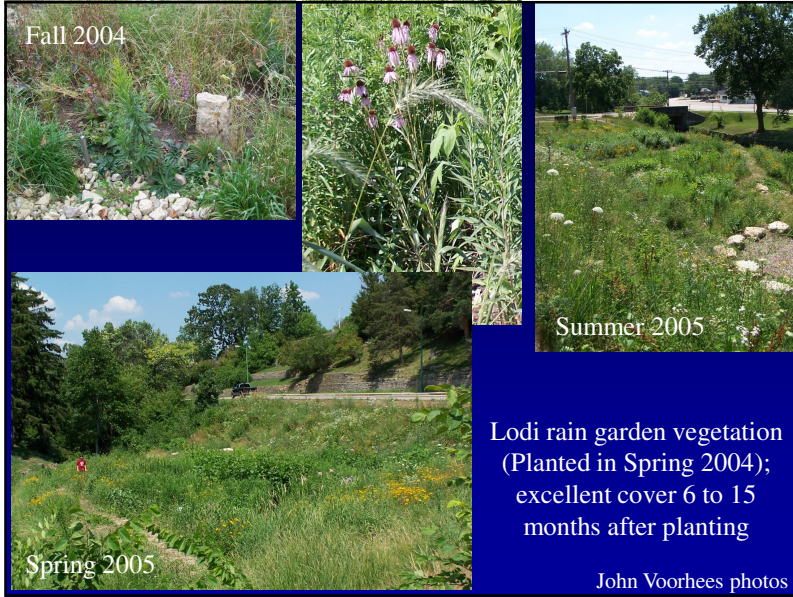 Fall 2004
Summer 2005
Spring 2005
Lodi rain garden vegetation
(Planted in Spring 2004);
excellent cover 6 to 15
months after planting
John Voorhees photos